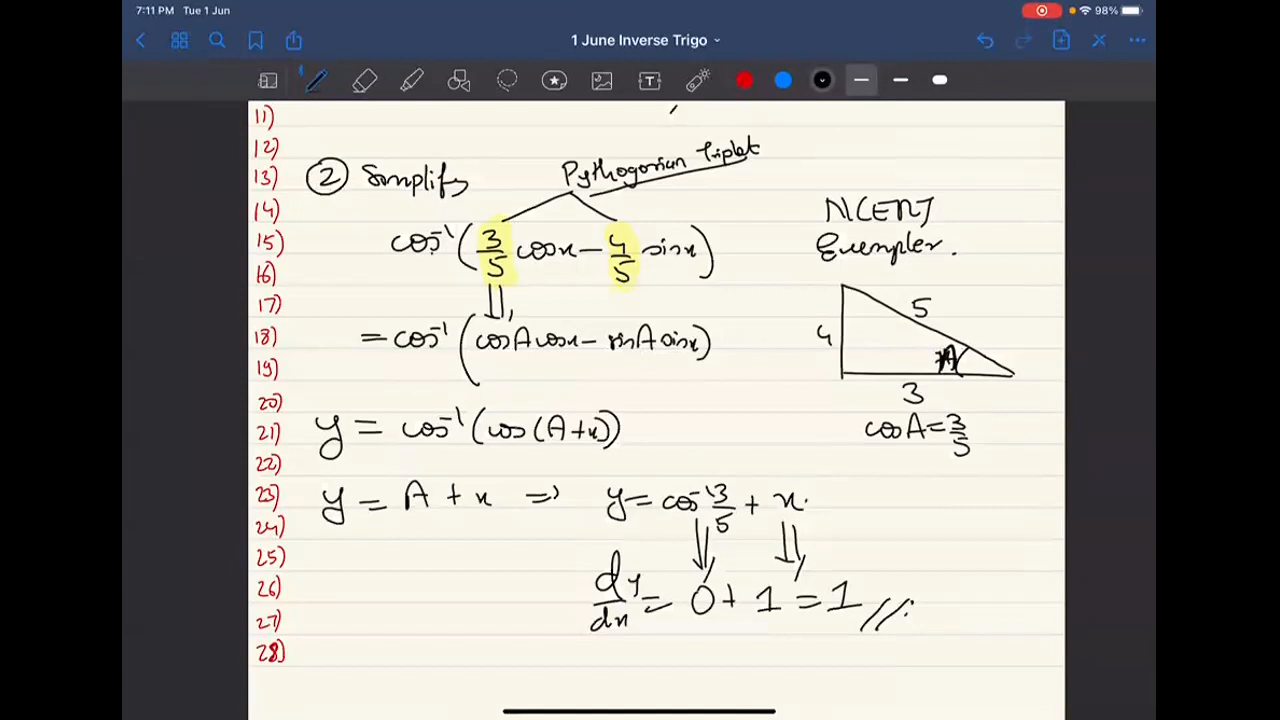 7:11 PM Tue 1 Jun
98%
1 June Inverse Trigo
11)
12)
13) ② Simplify Pythogorian Triplet
14) NCERT
15) cos⁻¹(3/5 cosx − 4/5 sinx) Exempler.
16)
17) 5
18) = cos⁻¹(cosA cosx − sinA sinx) 4
19) A
20) 3
21) y = cos⁻¹(cos(A+x)) cosA = 3/5
22)
23) y = A + x ⇒ y = cos⁻¹ 3/5 + x.
24)
25)
26) dy/dx = 0 + 1 = 1 //.
27)
28)